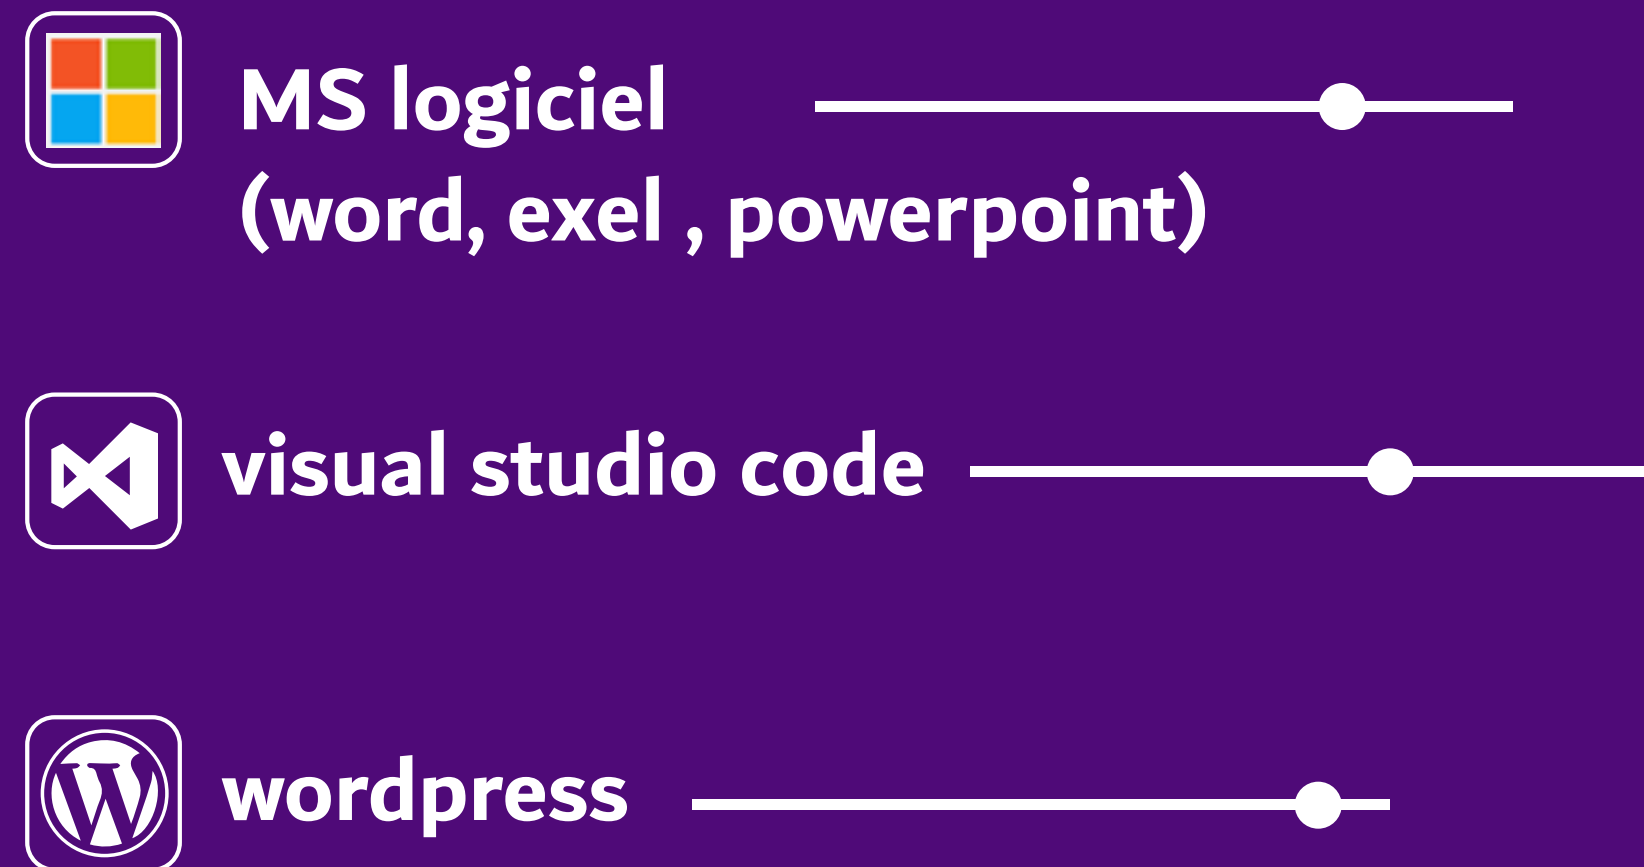 MS logiciel
(word, exel , powerpoint)
visual studio code
wordpress